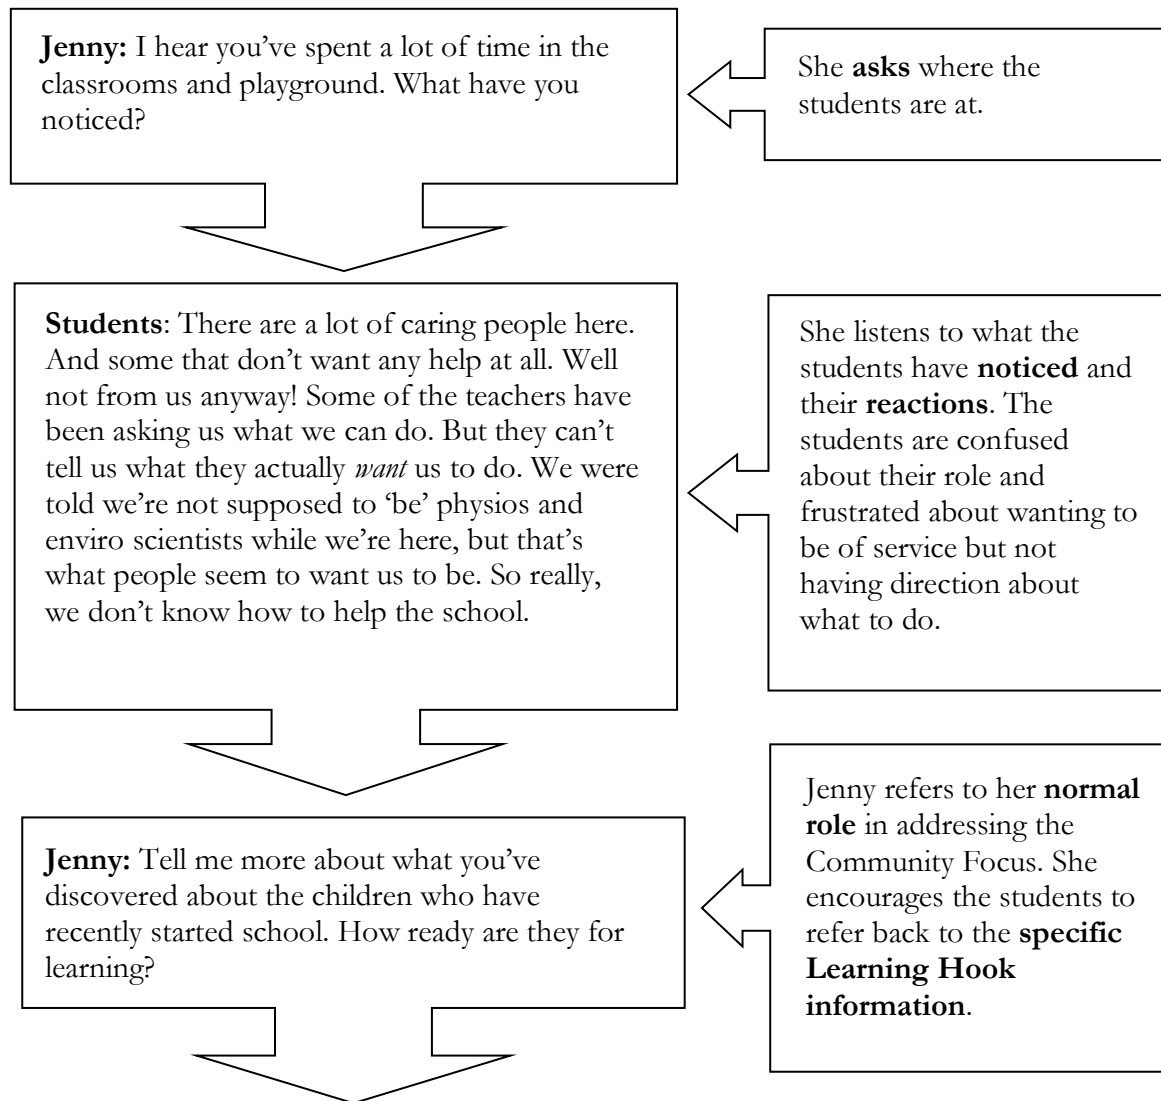 Jenny: I hear you’ve spent a lot of time in the
classrooms and playground. What have you
noticed?
She asks where the
students are at.
Students: There are a lot of caring people here.
And some that don’t want any help at all. Well
not from us anyway! Some of the teachers have
been asking us what we can do. But they can’t
tell us what they actually want us to do. We were
told we’re not supposed to ‘be’ physios and
enviro scientists while we’re here, but that’s
what people seem to want us to be. So really,
we don’t know how to help the school.
She listens to what the
students have noticed and
their reactions. The
students are confused
about their role and
frustrated about wanting to
be of service but not
having direction about
what to do.
Jenny: Tell me more about what you’ve
discovered about the children who have
recently started school. How ready are they for
learning?
Jenny refers to her normal
role in addressing the
Community Focus. She
encourages the students to
refer back to the specific
Learning Hook
information.